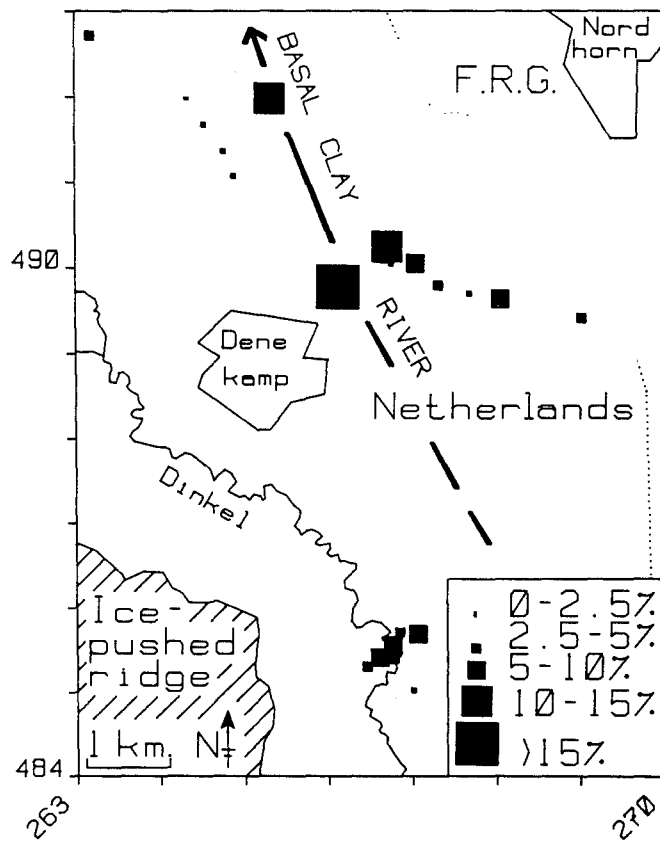 Nord
horn
F.R.G.
BASAL CLAY RIVER
490
Dene
kamp
Netherlands
Dinkel
Ice-
pushed
ridge
1 km.
N
0-2.5%
2.5-5%
5-10%
10-15%
>15%
484
263
270